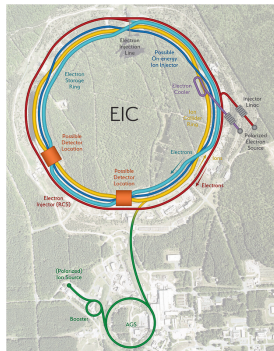 Electron
Injection
Line
Possible
On-energy
Ion Injector
Injector
Linac
Electron
Storage
Ring
Electron
Cooler
EIC
Polarized
Electron
Source
Possible
Detector
Location
Electrons
Ions
Possible
Detector
Location
Electrons
Electron
Injector (RCS)
(Polarized)
Ion Source
Booster
AGS